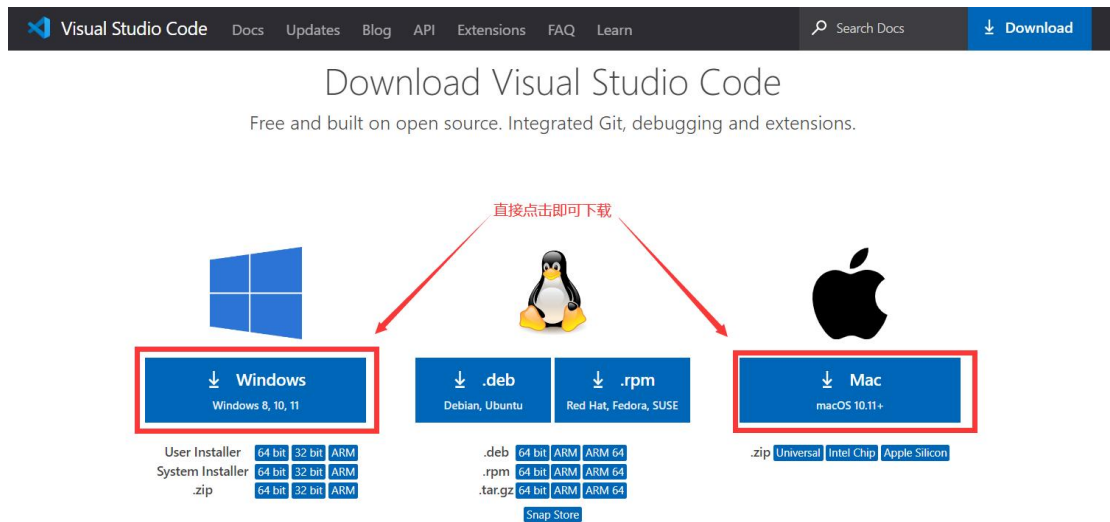 Visual Studio Code Docs Updates Blog API Extensions FAQ Learn Search Docs Download
Download Visual Studio Code
Free and built on open source. Integrated Git, debugging and extensions.
直接点击即可下载
Windows
Windows 8, 10, 11
User Installer 64 bit 32 bit ARM
System Installer 64 bit 32 bit ARM
.zip 64 bit 32 bit ARM
.deb
Debian, Ubuntu
.rpm
Red Hat, Fedora, SUSE
.deb 64 bit ARM ARM 64
.rpm 64 bit ARM ARM 64
.tar.gz 64 bit ARM ARM 64
Snap Store
Mac
macOS 10.11+
.zip Universal Intel Chip Apple Silicon